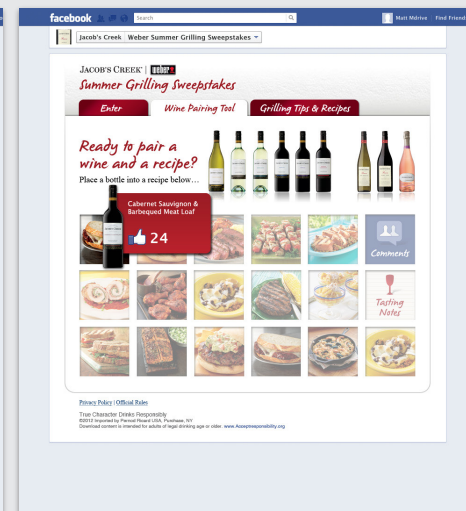 facebook Search Matt Mdrive Find Friend
Jacob's Creek Weber Summer Grilling Sweepstakes
JACOB'S CREEK weber
Summer Grilling Sweepstakes
Enter Wine Pairing Tool Grilling Tips & Recipes
Ready to pair a
wine and a recipe?
Place a bottle into a recipe below...
Cabernet Sauvignon &
Barbequed Meat Loaf
24
Comments
Tasting
Notes
Privacy Policy | Official Rules
True Character Drinks Responsibly
©2012 Imported by Pernod Ricard USA, Purchase, NY
Download content is intended for adults of legal drinking age or older. www.Acceptresponsibility.org